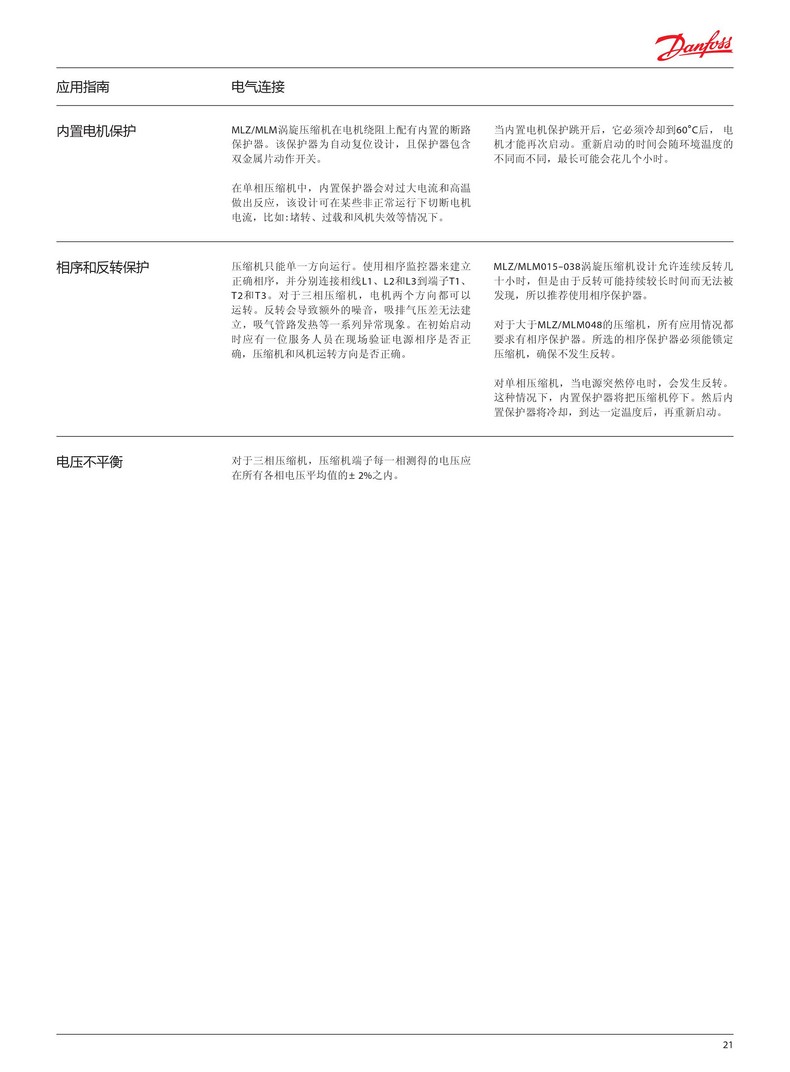 Danfoss
应用指南
电气连接
内置电机保护
MLZ/MLM涡旋压缩机在电机绕阻上配有内置的断路
保护器。该保护器为自动复位设计，且保护器包含
双金属片动作开关。
在单相压缩机中，内置保护器会对过大电流和高温
做出反应，该设计可在某些非正常运行下切断电机
电流，比如:堵转、过载和风机失效等情况下。
当内置电机保护跳开后，它必须冷却到60°C后， 电
机才能再次启动。重新启动的时间会随环境温度的
不同而不同，最长可能会花几个小时。
相序和反转保护
压缩机只能单一方向运行。使用相序监控器来建立
正确相序，并分别连接相线L1、L2和L3到端子T1、
T2和T3。对于三相压缩机，电机两个方向都可以
运转。反转会导致额外的噪音，吸排气压差无法建
立，吸气管路发热等一系列异常现象。在初始启动
时应有一位服务人员在现场验证电源相序是否正
确，压缩机和风机运转方向是否正确。
MLZ/MLM015-038涡旋压缩机设计允许连续反转几
十小时，但是由于反转可能持续较长时间而无法被
发现，所以推荐使用相序保护器。
对于大于MLZ/MLM048的压缩机，所有应用情况都
要求有相序保护器。所选的相序保护器必须能锁定
压缩机，确保不发生反转。
对单相压缩机，当电源突然停电时，会发生反转。
这种情况下，内置保护器将把压缩机停下。然后内
置保护器将冷却，到达一定温度后，再重新启动。
电压不平衡
对于三相压缩机，压缩机端子每一相测得的电压应
在所有各相电压平均值的± 2%之内。
21